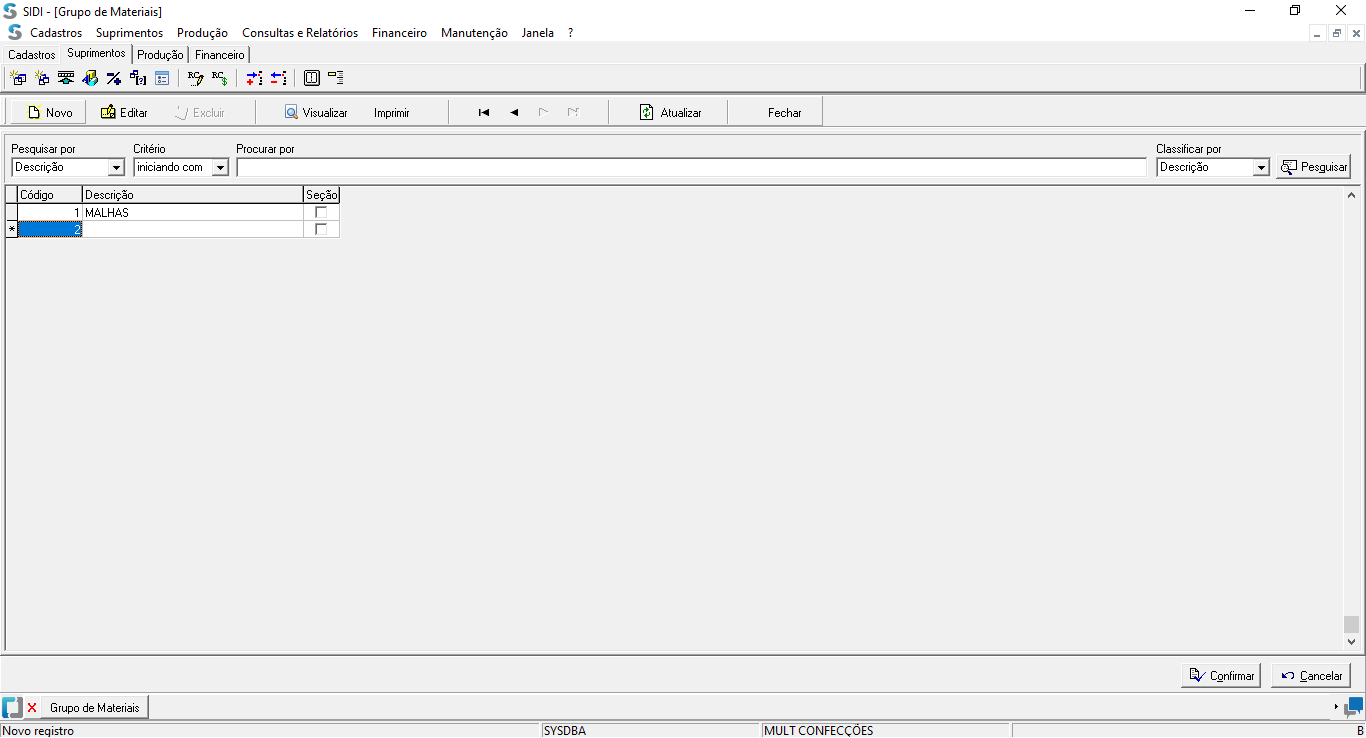 SIDI - [Grupo de Materiais]
Cadastros Suprimentos Produção Consultas e Relatórios Financeiro Manutenção Janela ?
Cadastros Suprimentos Produção Financeiro
RC RC$
Novo Editar Excluir Visualizar Imprimir Atualizar Fechar
Pesquisar por Critério Procurar por Classificar por
Descrição iniciando com Descrição Pesquisar
Código Descrição Seção
1 MALHAS
* 2
Confirmar Cancelar
Grupo de Materiais
Novo registro SYSDBA MULT CONFECÇÕES B